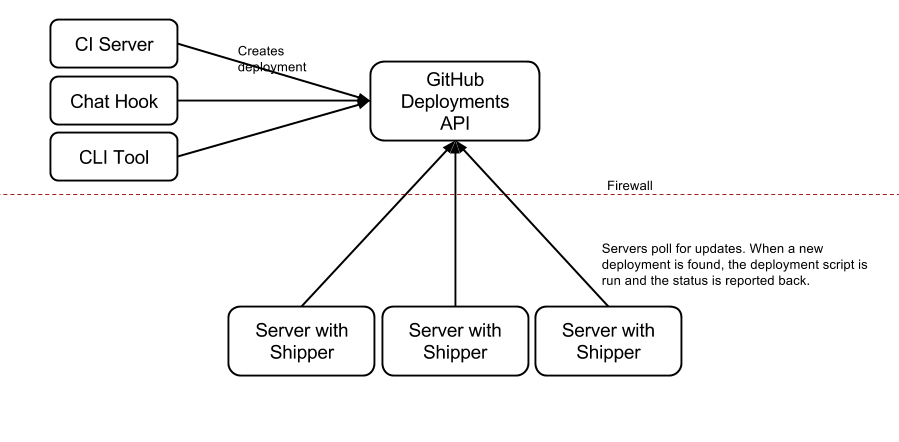 CI Server
Creates
deployment
Chat Hook
CLI Tool
GitHub
Deployments
API
Firewall
Servers poll for updates. When a new
deployment is found, the deployment script is
run and the status is reported back.
Server with
Shipper
Server with
Shipper
Server with
Shipper